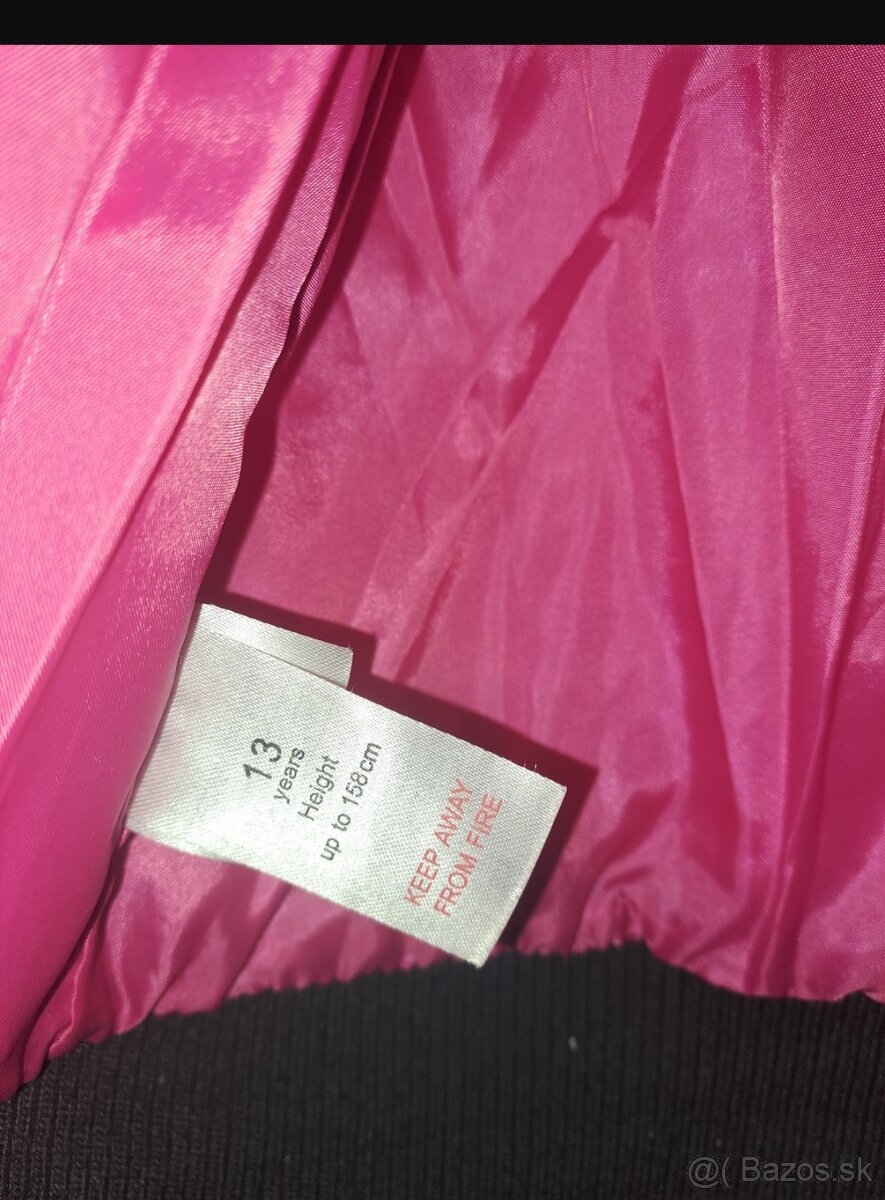 13
years
Height
up to 158cm
KEEP AWAY
FROM FIRE
@( Bazos.sk